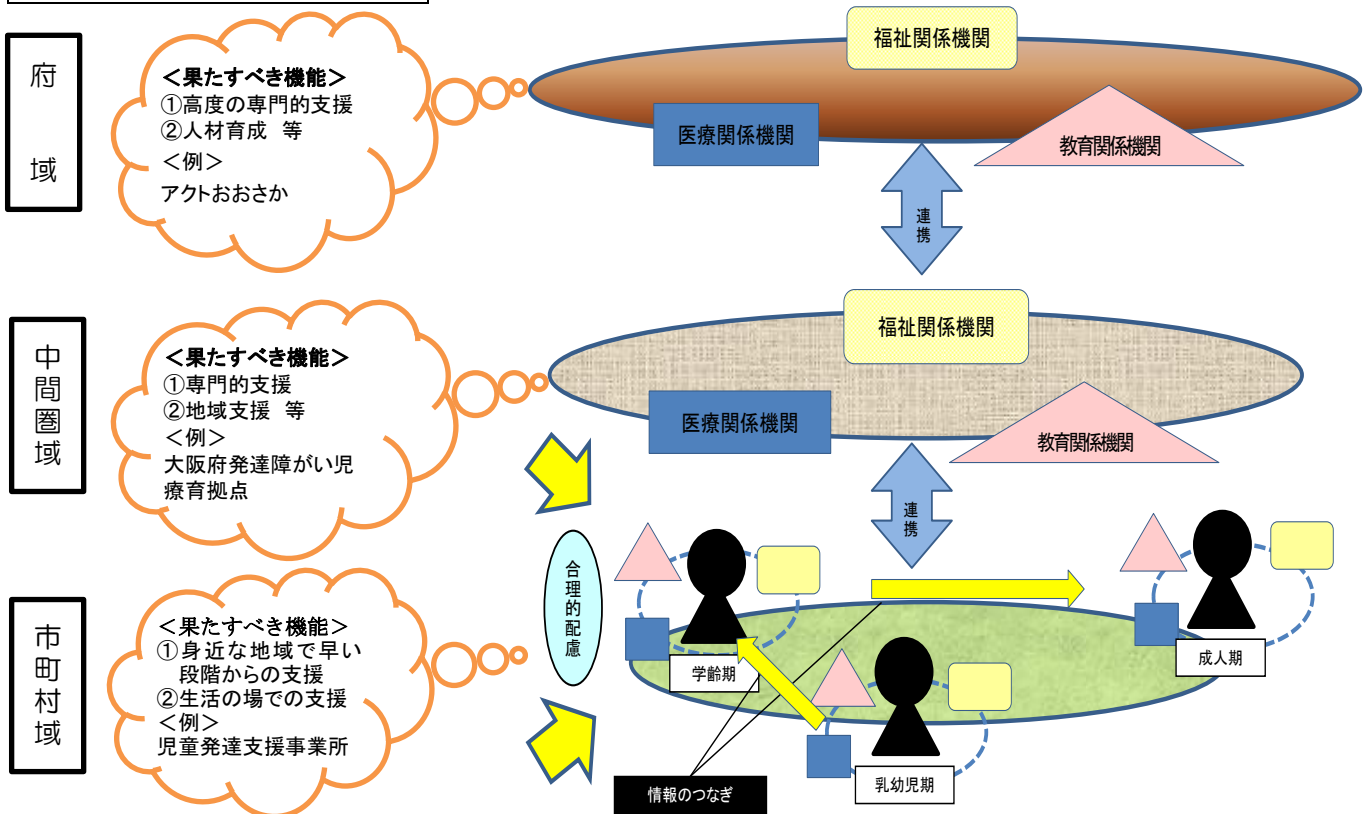 府域
＜果たすべき機能＞
①高度の専門的支援
②人材育成 等
＜例＞
アクトおおさか
福祉関係機関
医療関係機関
教育関係機関
連携
中間圏域
＜果たすべき機能＞
①専門的支援
②地域支援 等
＜例＞
大阪府発達障がい児
療育拠点
福祉関係機関
医療関係機関
教育関係機関
連携
市町村域
＜果たすべき機能＞
①身近な地域で早い
段階からの支援
②生活の場での支援
＜例＞
児童発達支援事業所
合理的配慮
学齢期
成人期
乳幼児期
情報のつなぎ